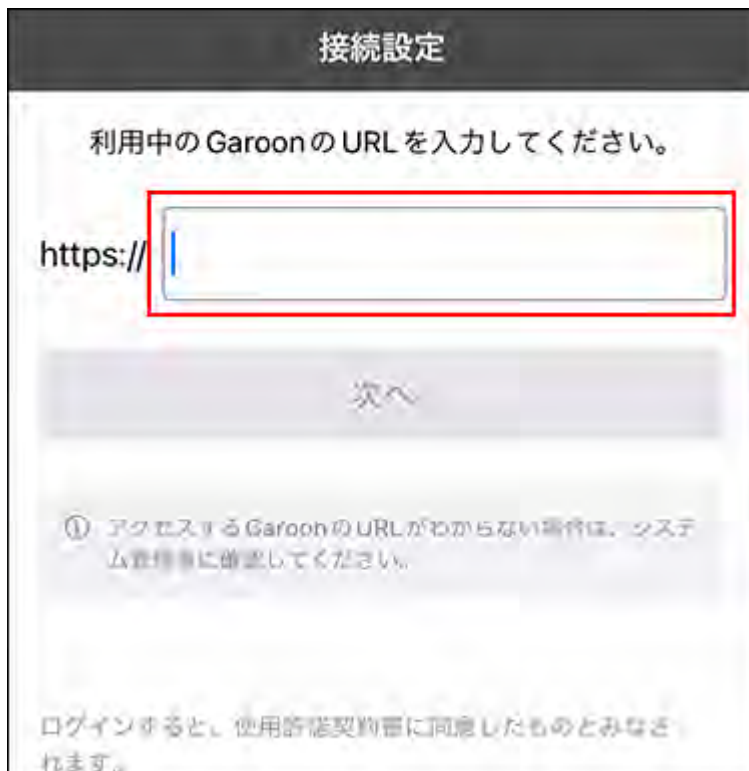 接続設定
利用中のGaroonのURLを入力してください。
https://
次へ
① アクセスするGaroonのURLがわからない場合は、システ
ム管理者に確認してください。
ログインすると、使用許諾契約書に同意したものとみなさ
れます。